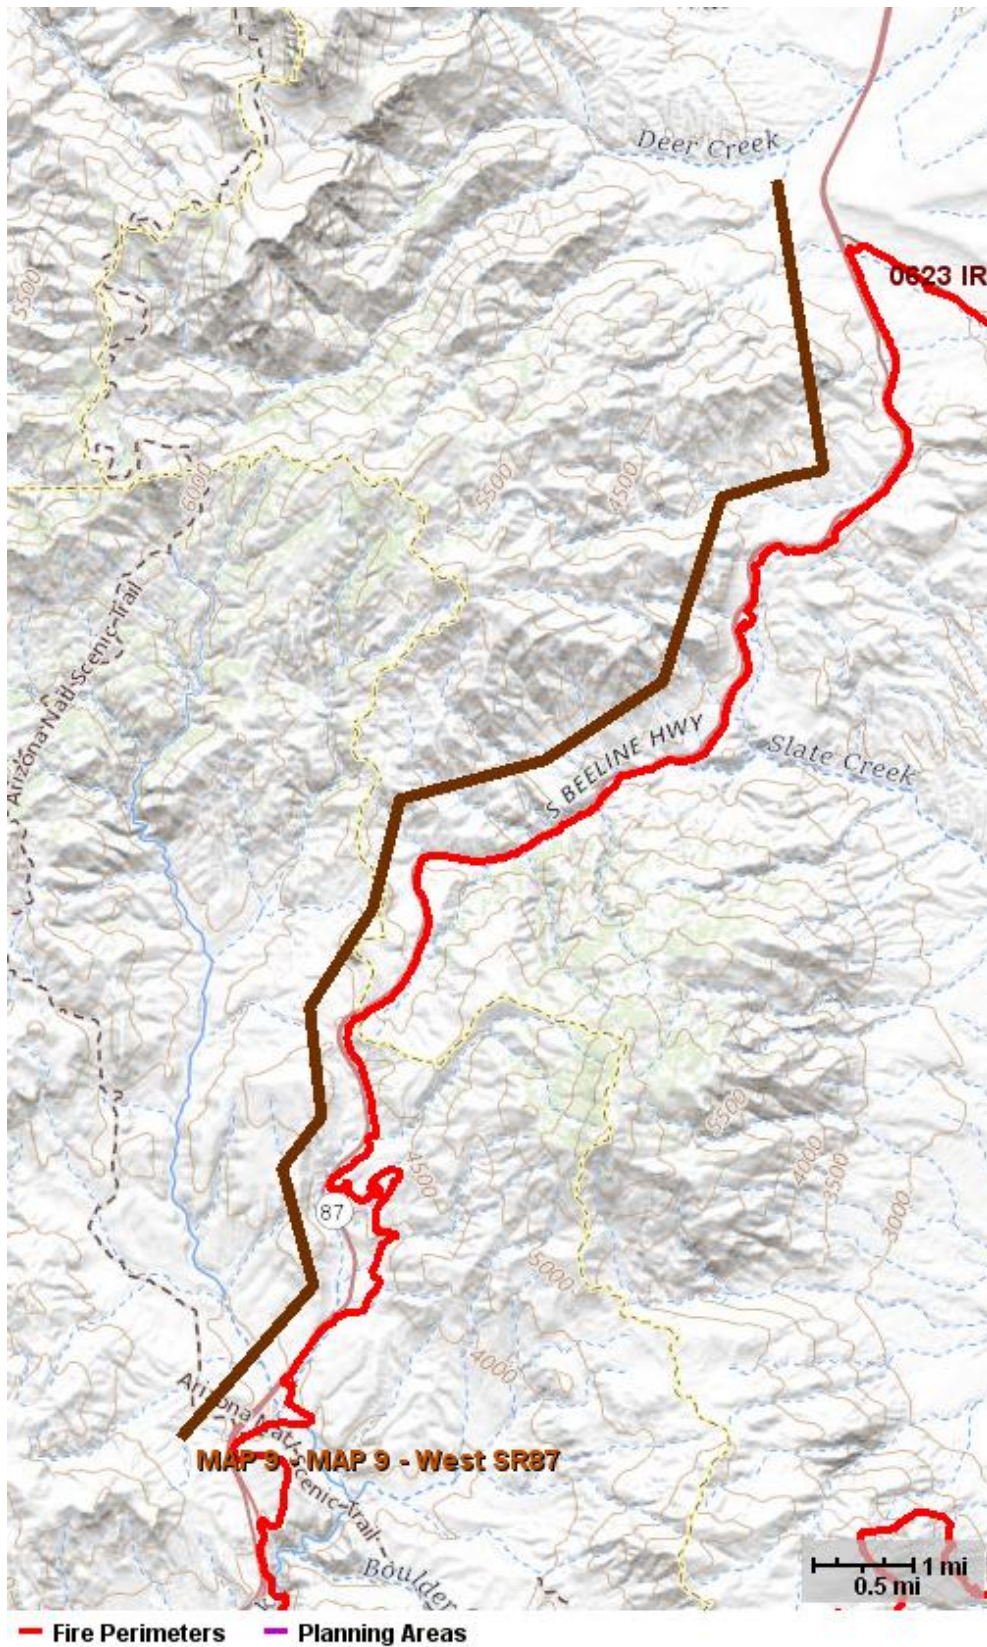 Deer Creek
0623 IR
5500
6000
5500
4500
Arizona Natl Scenic Trail
S BEELINE HWY
Slate Creek
5500
4500
4000
3500
3000
87
5000
4000
Arizona Natl Scenic Trail
MAP 9 - MAP 9 - West SR87
Boulder
1 mi
0.5 mi
Fire Perimeters
Planning Areas